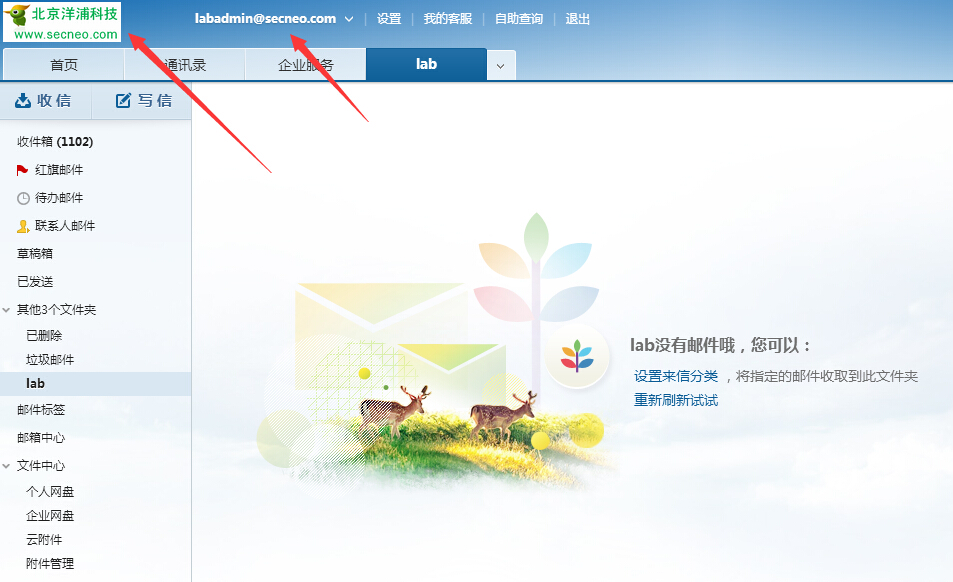 北京洋浦科技
www.secneo.com
labadmin@secneo.com 设置 我的客服 自助查询 退出
首页 通讯录 企业服务 lab
收信 写信
收件箱 (1102)
红旗邮件
待办邮件
联系人邮件
草稿箱
已发送
其他3个文件夹
已删除
垃圾邮件
lab
邮件标签
邮箱中心
文件中心
个人网盘
企业网盘
云附件
附件管理
lab没有邮件哦，您可以：
设置来信分类，将指定的邮件收取到此文件夹
重新刷新试试